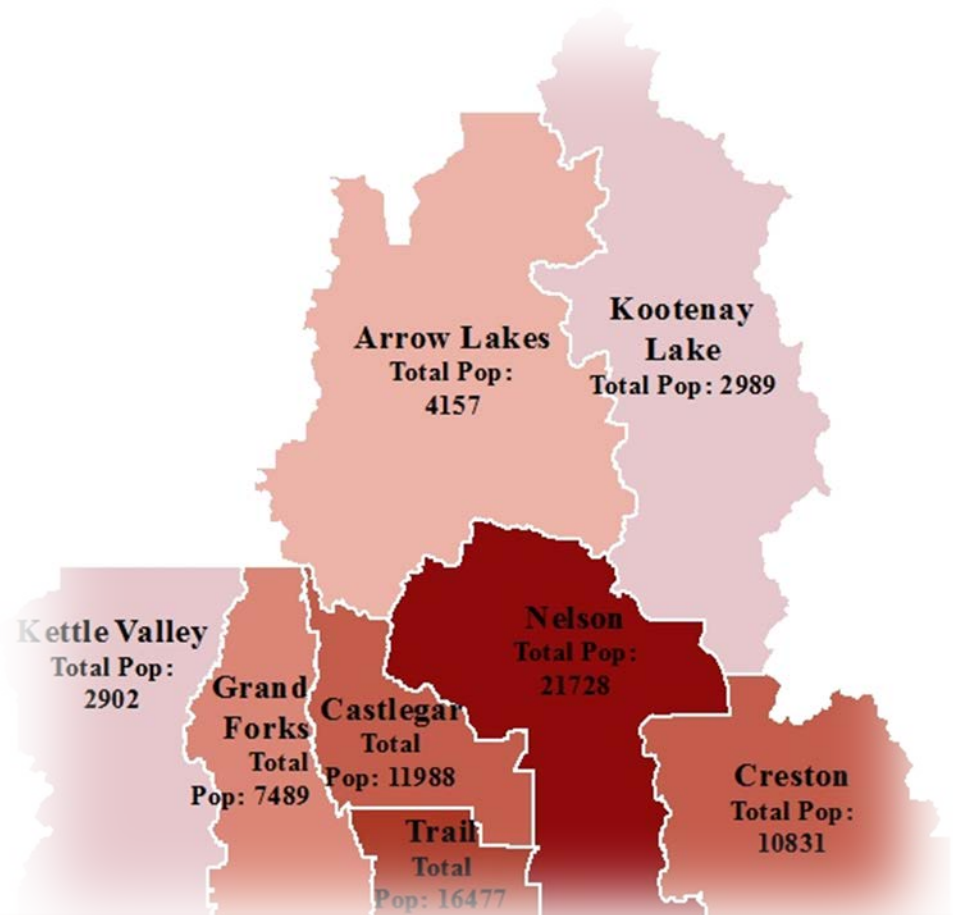 Arrow Lakes
Total Pop:
4157
Kootenay
Lake
Total Pop: 2989
Kettle Valley
Total Pop:
2902
Grand
Forks
Total
Pop: 7489
Castlegar
Total
Pop: 11988
Nelson
Total Pop:
21728
Trail
Total
Pop: 16477
Creston
Total Pop:
10831